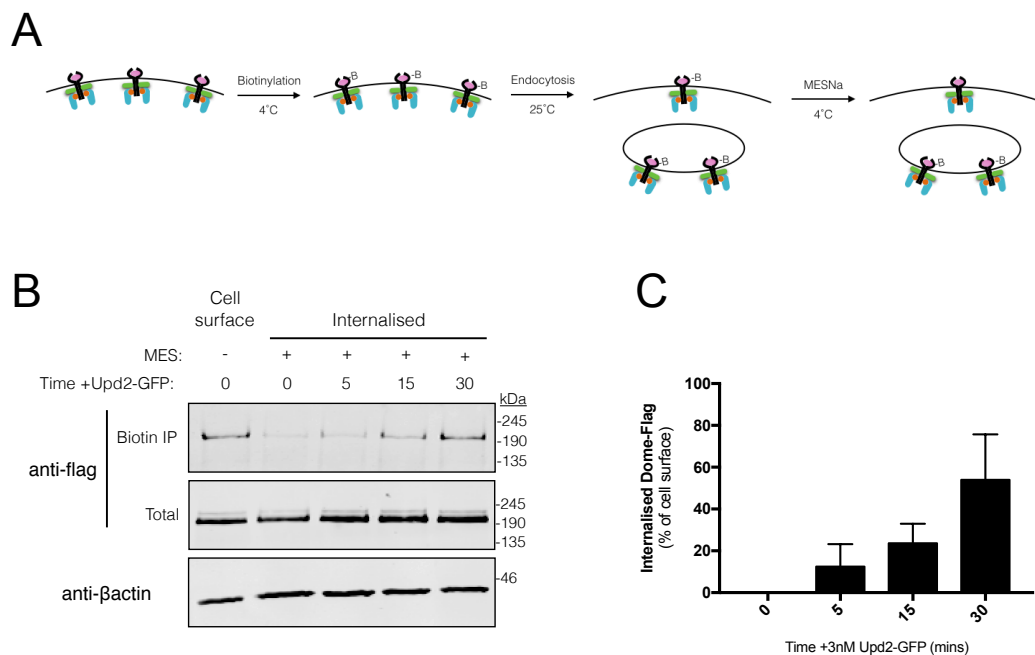 A
Biotinylation
4˚C
-B
-B
-B
Endocytosis
25˚C
-B
-B
-B
MESNa
4˚C
-B
-B
B
Cell
surface
Internalised
MES: - + + + +
Time +Upd2-GFP: 0 0 5 15 30
kDa
anti-flag
Biotin IP
-245
-190
-135
Total
-245
-190
-135
anti-βactin
-46
C
Internalised Dome-Flag
(% of cell surface)
100
80
60
40
20
0
0 5 15 30
Time +3nM Upd2-GFP (mins)